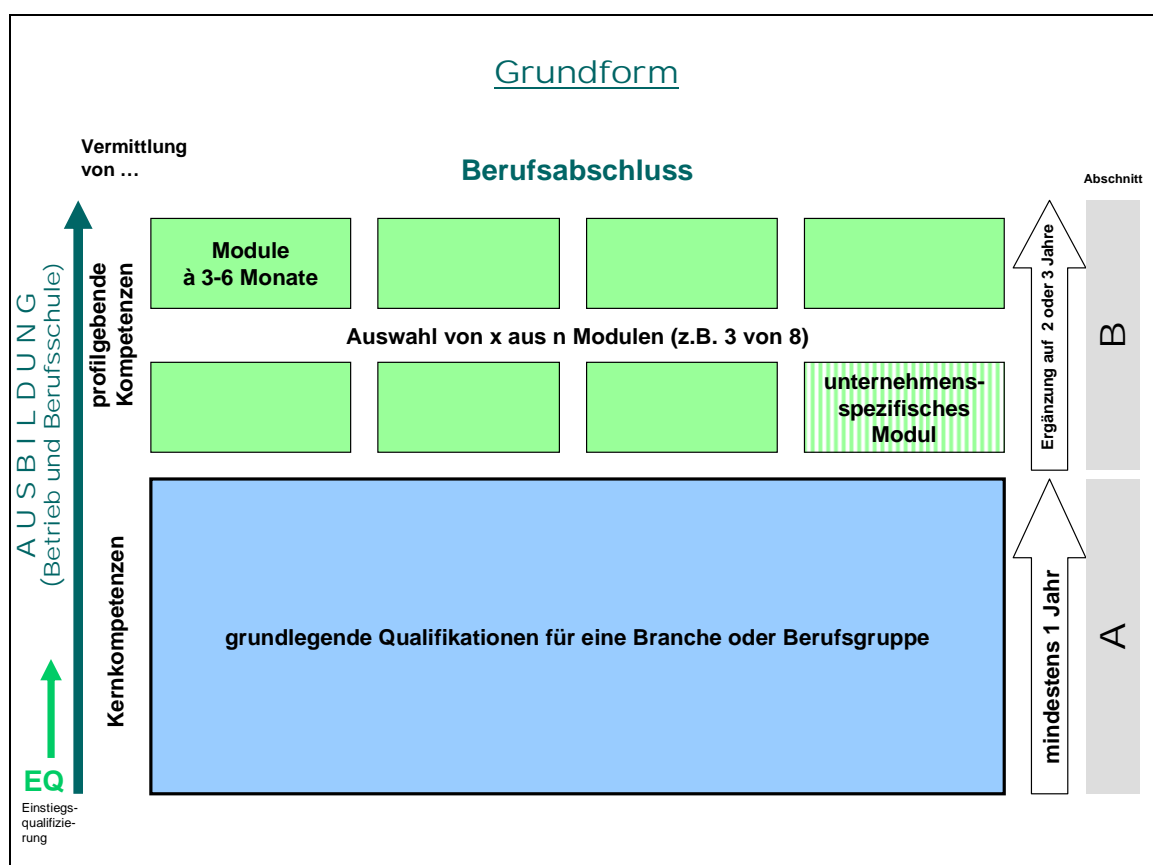 Grundform
Vermittlung
von …
Berufsabschluss
Abschnitt
AUSBILDUNG
(Betrieb und Berufsschule)
profilgebende
Kompetenzen
Module
à 3-6 Monate
Auswahl von x aus n Modulen (z.B. 3 von 8)
unternehmens-
spezifisches
Modul
Ergänzung auf 2 oder 3 Jahre
B
Kernkompetenzen
grundlegende Qualifikationen für eine Branche oder Berufsgruppe
mindestens 1 Jahr
A
EQ
Einstiegs-
qualifizie-
rung